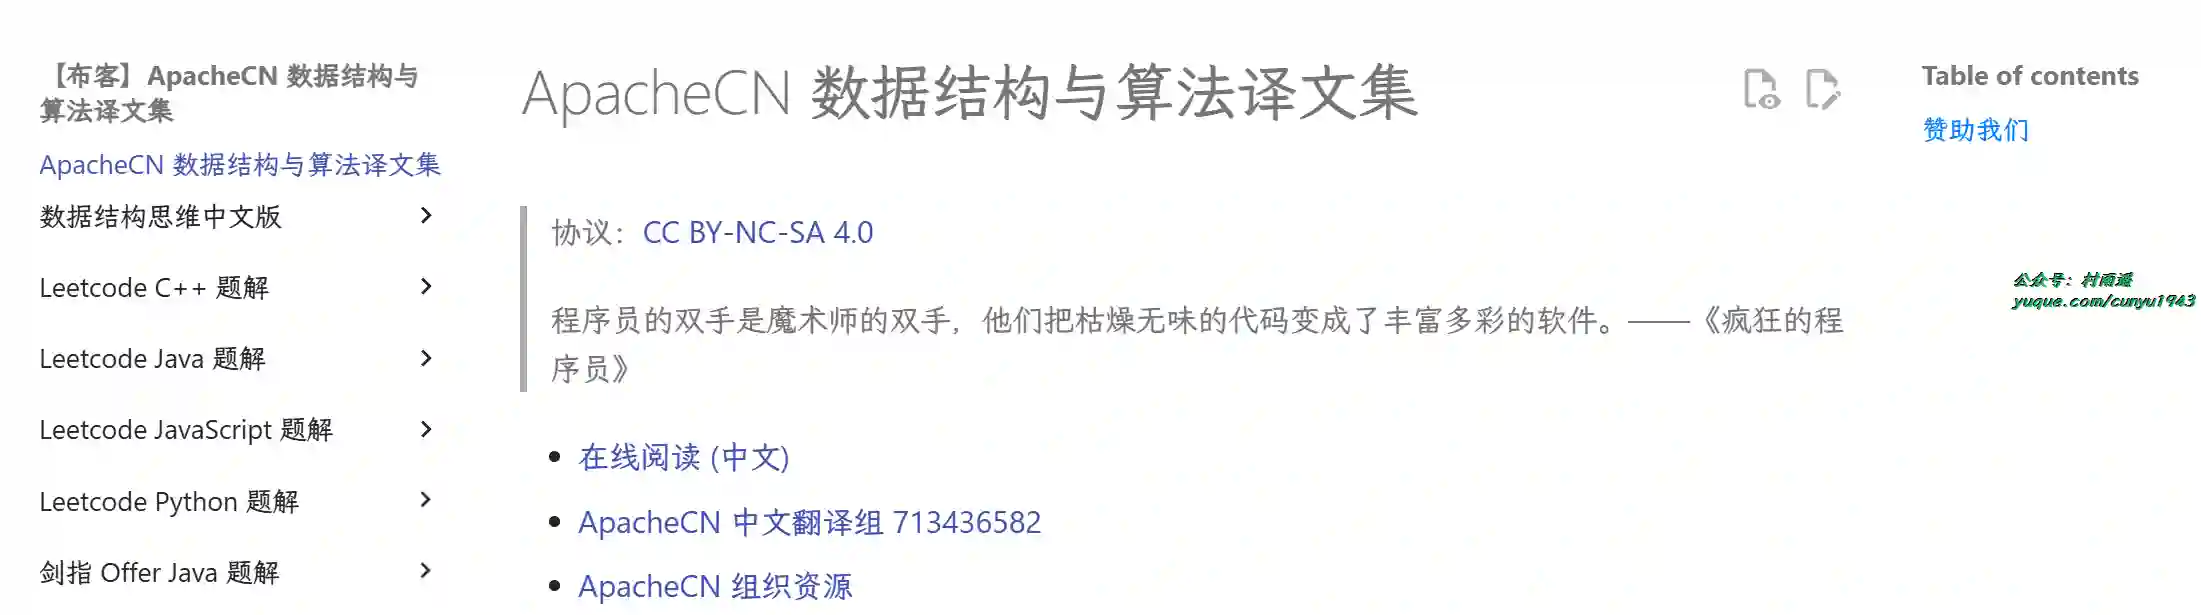 【布客】ApacheCN 数据结构与
算法译文集
ApacheCN 数据结构与算法译文集
数据结构思维中文版
Leetcode C++ 题解
Leetcode Java 题解
Leetcode JavaScript 题解
Leetcode Python 题解
剑指 Offer Java 题解
ApacheCN 数据结构与算法译文集
协议：CC BY-NC-SA 4.0
程序员的双手是魔术师的双手，他们把枯燥无味的代码变成了丰富多彩的软件。——《疯狂的程
序员》
在线阅读 (中文)
ApacheCN 中文翻译组 713436582
ApacheCN 组织资源
Table of contents
赞助我们
公众号：村雨遥
yuque.com/cunyu1943